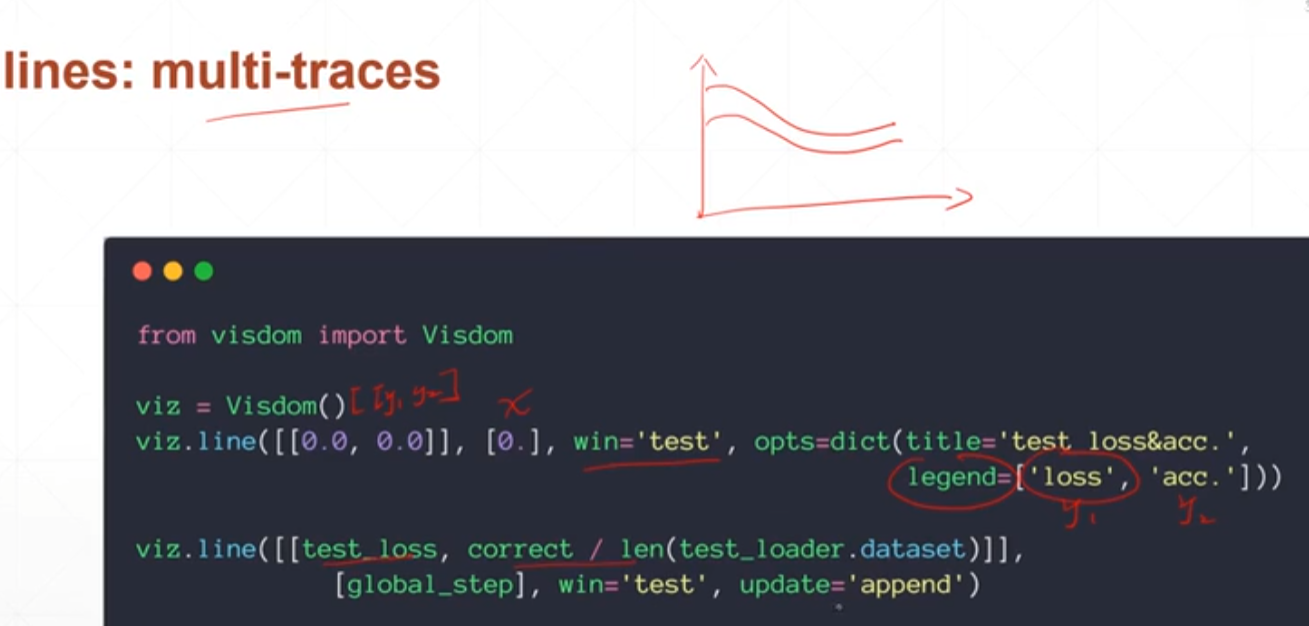 lines: multi-traces
from visdom import Visdom
viz = Visdom() [[y₁ y₂]
x
viz.line([[0.0, 0.0]], [0.], win='test', opts=dict(title='test loss&acc.',
legend=['loss', 'acc.']))
y₁ y₂
viz.line([[test_loss, correct / len(test_loader.dataset)]],
[global_step], win='test', update='append')